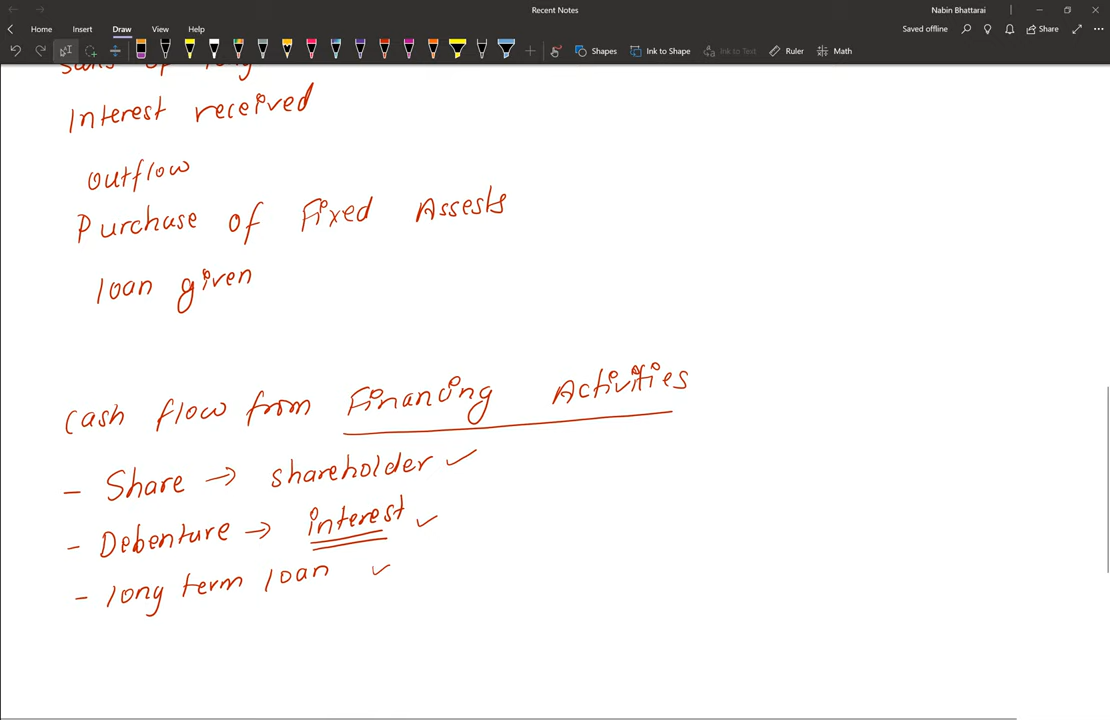 Recent Notes
Nabin Bhattarai
Home Insert Draw View Help
Saved offline
Share
Shapes
Ink to Shape
Ink to Text
Ruler
Math
Interest received
outflow
Purchase of Fixed Assests
loan given
Cash flow from Financing Activities
- Share → shareholder ✓
- Debenture → interest ✓
- long term loan ✓